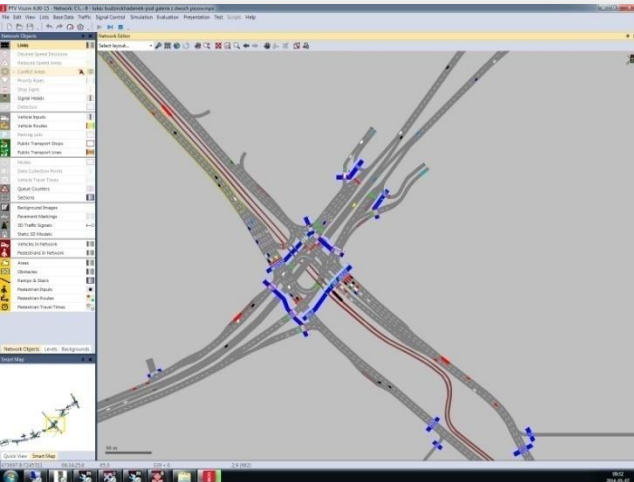 File Edit View Lists Base Data Traffic Signal Control Simulation Evaluation Presentation Test Scripts Help
Network Objects
Network Editor
Select layout...
Links
Desired Speed Decisions
Reduced Speed Areas
Conflict Areas
Priority Rules
Stop Signs
Signal Heads
Detectors
Vehicle Inputs
Vehicle Routes
Parking Lots
Public Transport Stops
Public Transport Lines
Nodes
Data Collection Points
Vehicle Travel Times
Queue Counters
Sections
Background Images
Pavement Markings
3D Traffic Signals
Static 3D Models
Vehicles In Network
Pedestrians In Network
Areas
Obstacles
Ramps & Stairs
Pedestrian Inputs
Pedestrian Routes
Pedestrian Travel Times
Network Objects Levels Backgrounds
Smart Map
Quick View Smart Map